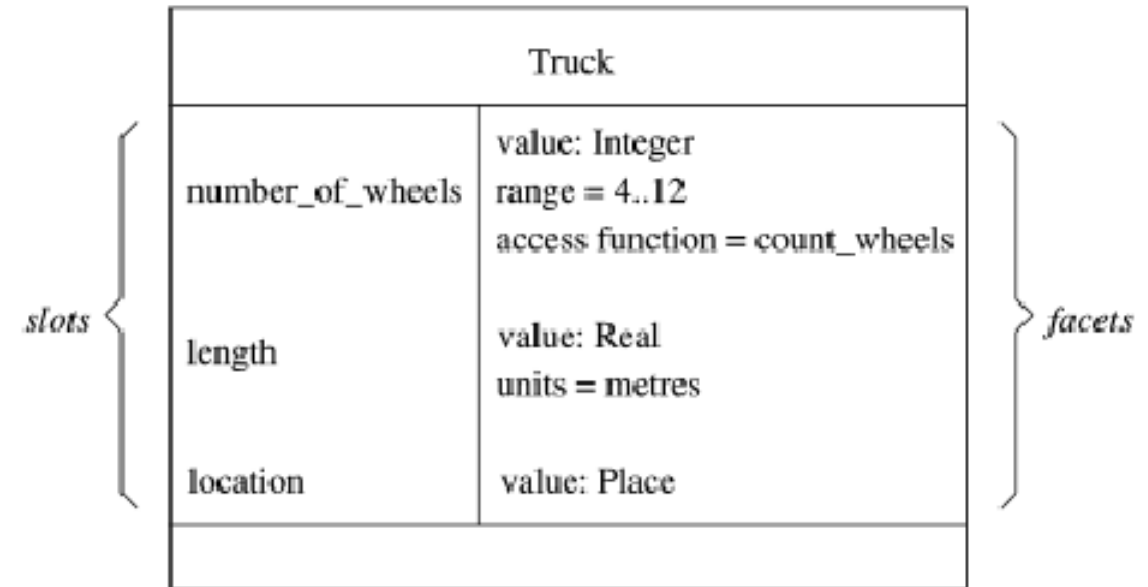 Truck
number_of_wheels
value: Integer
range = 4..12
access function = count_wheels
slots
facets
length
value: Real
units = metres
location
value: Place